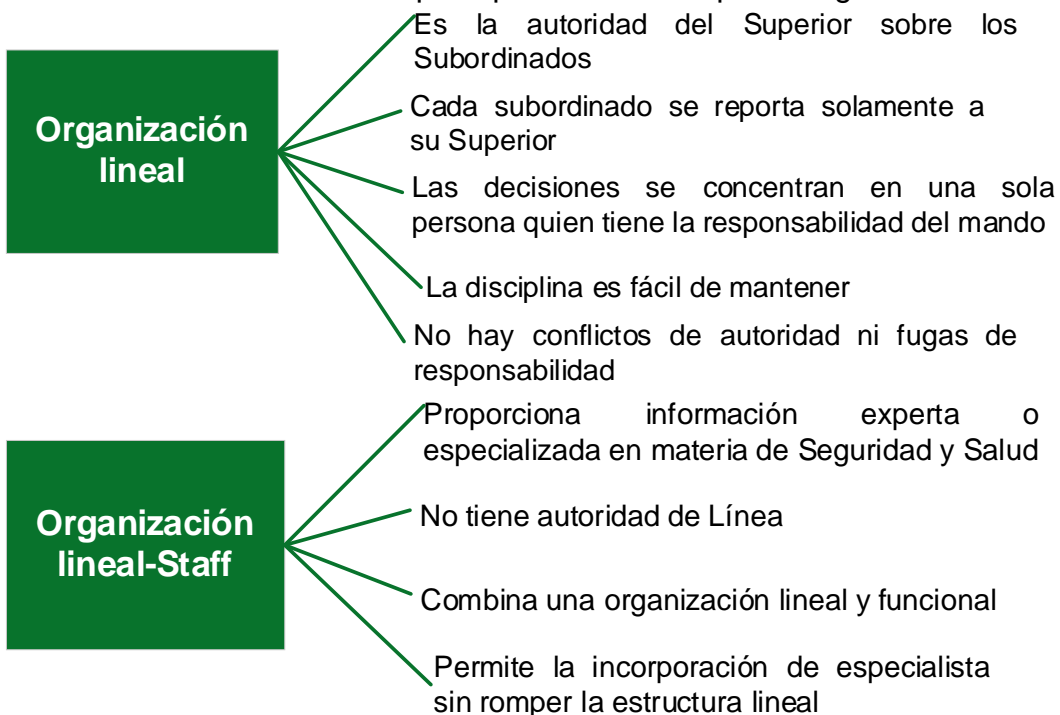 Es la autoridad del Superior sobre los
Subordinados
Organización
lineal
Cada subordinado se reporta solamente a
su Superior
Las decisiones se concentran en una sola
persona quien tiene la responsabilidad del mando
La disciplina es fácil de mantener
No hay conflictos de autoridad ni fugas de
responsabilidad
Organización
lineal-Staff
Proporciona información experta o
especializada en materia de Seguridad y Salud
No tiene autoridad de Línea
Combina una organización lineal y funcional
Permite la incorporación de especialista
sin romper la estructura lineal